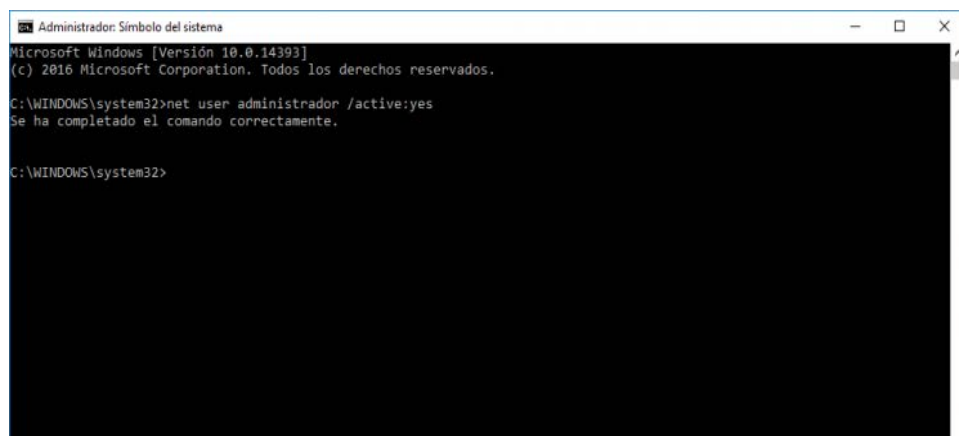 Administrador: Símbolo del sistema
Microsoft Windows [Versión 10.0.14393]
(c) 2016 Microsoft Corporation. Todos los derechos reservados.
C:\WINDOWS\system32>net user administrador /active:yes
Se ha completado el comando correctamente.
C:\WINDOWS\system32>